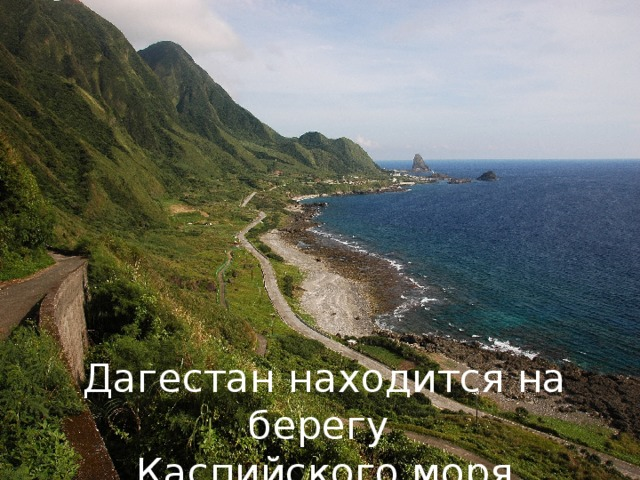 Дагестан находится на
берегу
Каспийского моря